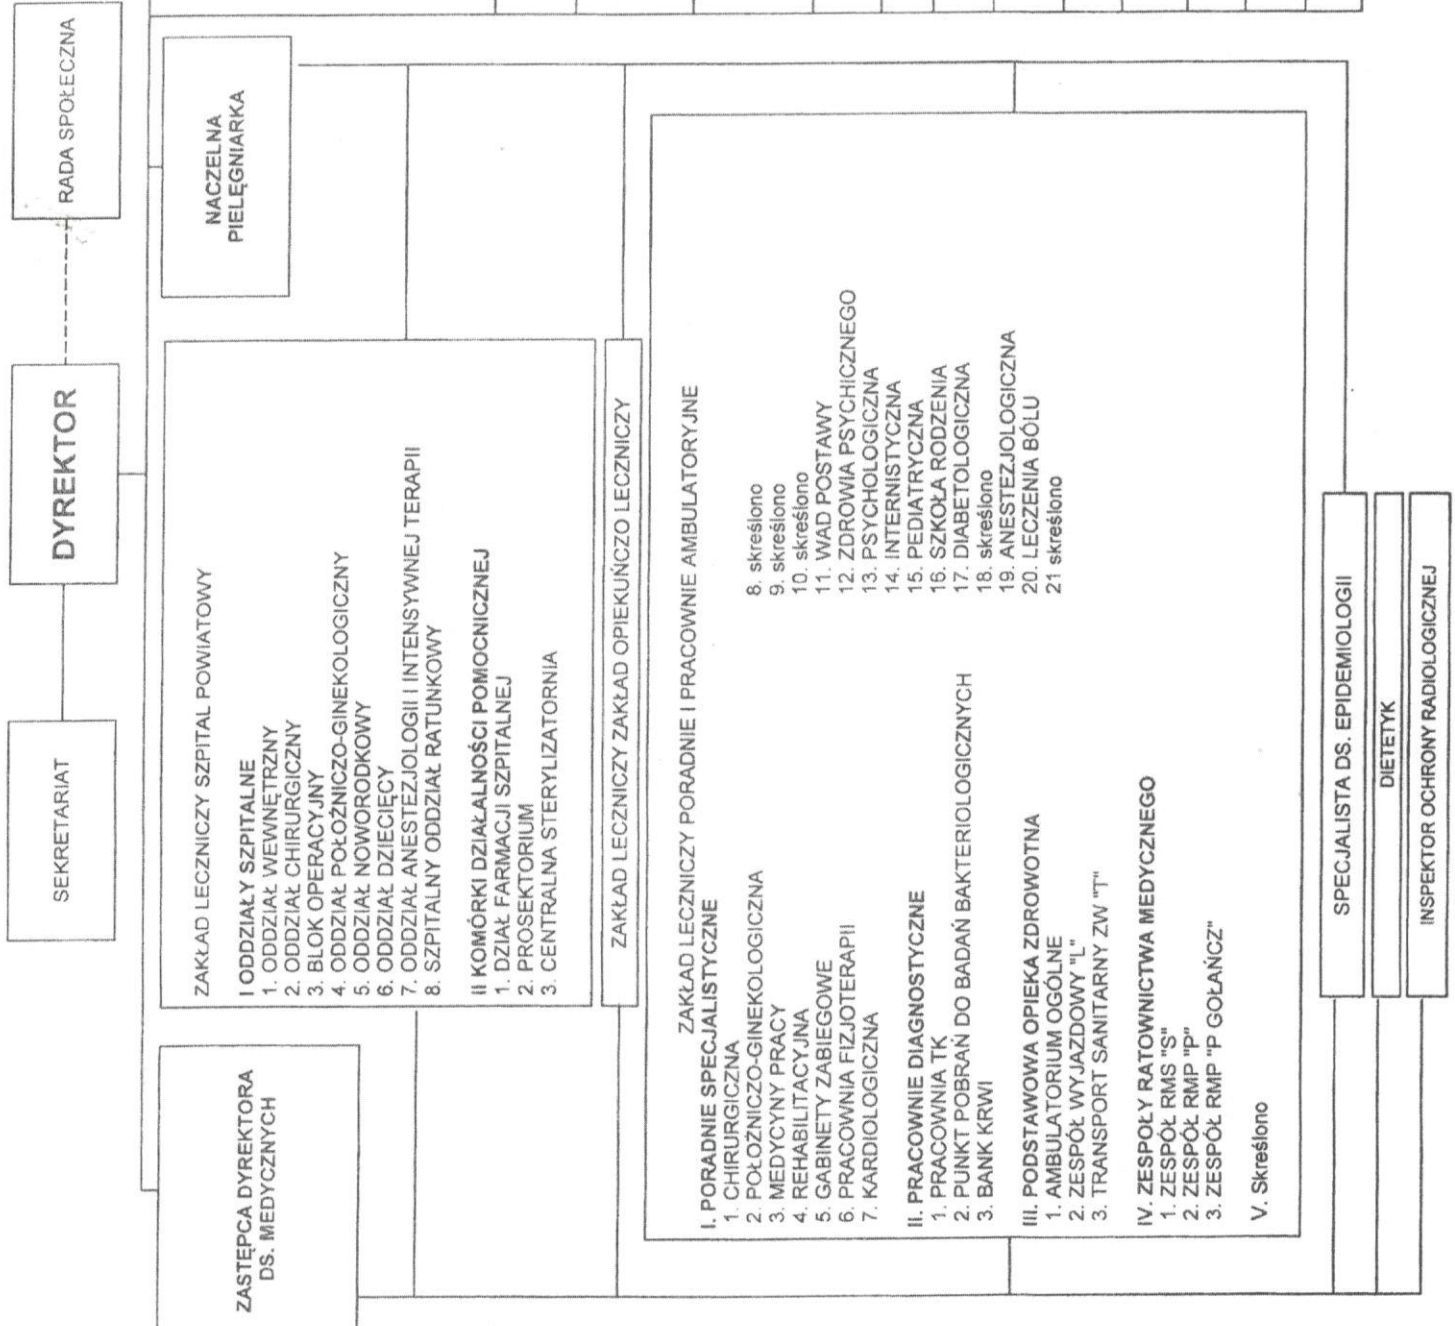 SEKRETARIAT
DYREKTOR
RADA SPOŁECZNA
ZASTĘPCA DYREKTORA
DS. MEDYCZNYCH
NACZELNA
PIELĘGNIARKA
ZAKŁAD LECZNICZY SZPITAL POWIATOWY
I ODDZIAŁY SZPITALNE
1. ODDZIAŁ WEWNĘTRZNY
2. ODDZIAŁ CHIRURGICZNY
3. BLOK OPERACYJNY
4. ODDZIAŁ POŁOŻNICZO-GINEKOLOGICZNY
5. ODDZIAŁ NOWORODKOWY
6. ODDZIAŁ DZIECIĘCY
7. ODDZIAŁ ANESTEZJOLOGII I INTENSYWNEJ TERAPII
8. SZPITALNY ODDZIAŁ RATUNKOWY
II KOMÓRKI DZIAŁALNOŚCI POMOCNICZNEJ
1. DZIAŁ FARMACJI SZPITALNEJ
2. PROSEKTORIUM
3. CENTRALNA STERYLIZATORNIA
ZAKŁAD LECZNICZY ZAKŁAD OPIEKUŃCZO LECZNICZY
ZAKŁAD LECZNICZY PORADNIE I PRACOWNIE AMBULATORYJNE
I. PORADNIE SPECJALISTYCZNE
1. CHIRURGICZNA
2. POŁOZNICZO-GINEKOLOGICZNA
3. MEDYCYNY PRACY
4. REHABILITACYJNA
5. GABINETY ZABIEGOWE
6. PRACOWNIA FIZJOTERAPII
7. KARDIOLOGICZNA
8. skreślono
9. skreślono
10. skreślono
11. WAD POSTAWY
12. ZDROWIA PSYCHICZNEGO
13. PSYCHOLOGICZNA
14. INTERNISTYCZNA
15. PEDIATRYCZNA
16. SZKOŁA RODZENIA
17. DIABETOLOGICZNA
18. skreślono
19. ANESTEZJOLOGICZNA
20. LECZENIA BÓLU
21 skreślono
II. PRACOWNIE DIAGNOSTYCZNE
1. PRACOWNIA TK
2. PUNKT POBRAŃ DO BADAŃ BAKTERIOLOGICZNYCH
3. BANK KRWI
III. PODSTAWOWA OPIEKA ZDROWOTNA
1. AMBULATORIUM OGÓLNE
2. ZESPÓŁ WYJAZDOWY "L"
3. TRANSPORT SANITARNY ZW "T"
IV. ZESPOŁY RATOWNICTWA MEDYCZNEGO
1. ZESPÓŁ RMS "S"
2. ZESPÓŁ RMP "P"
3. ZESPÓŁ RMP "P GOŁAŃCZ"
V. Skreślono
SPECJALISTA DS. EPIDEMIOLOGII
DIETETYK
INSPEKTOR OCHRONY RADIOLOGICZNEJ